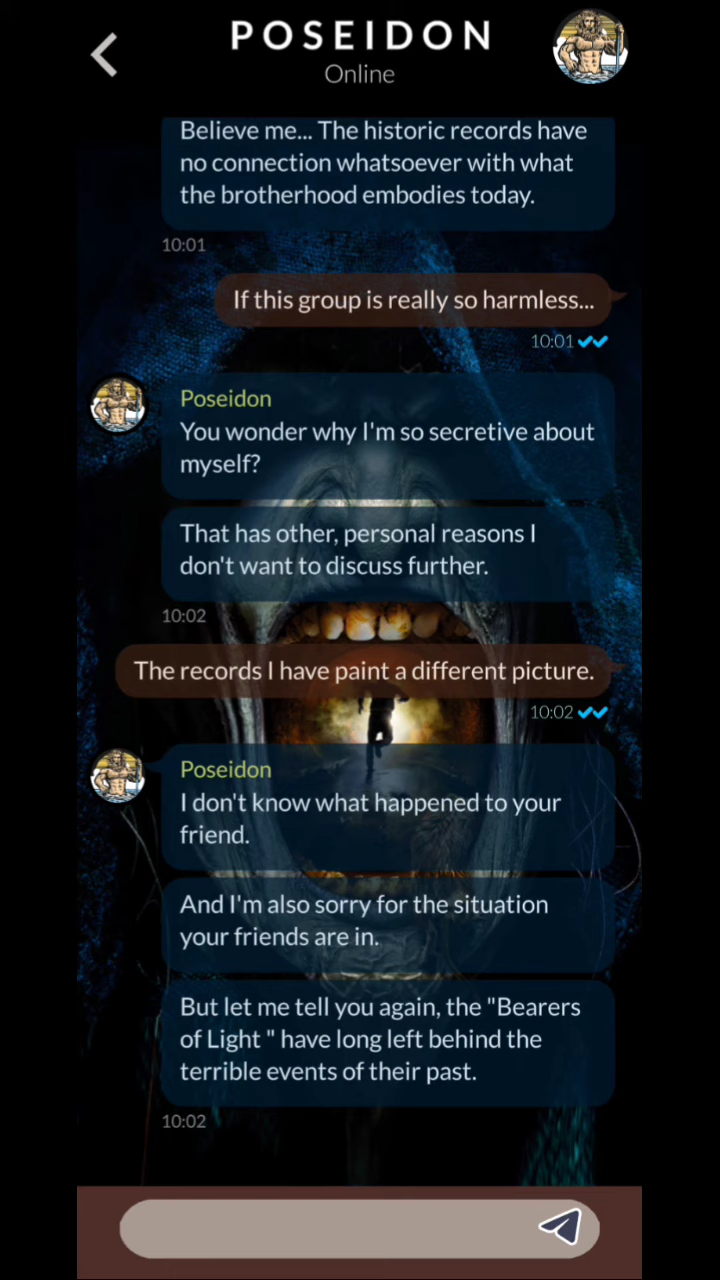 POSEIDON
Online
Believe me... The historic records have
no connection whatsoever with what
the brotherhood embodies today.
10:01
If this group is really so harmless...
10:01
Poseidon
You wonder why I'm so secretive about
myself?
That has other, personal reasons I
don't want to discuss further.
10:02
The records I have paint a different picture.
10:02
Poseidon
I don't know what happened to your
friend.
And I'm also sorry for the situation
your friends are in.
But let me tell you again, the "Bearers
of Light " have long left behind the
terrible events of their past.
10:02